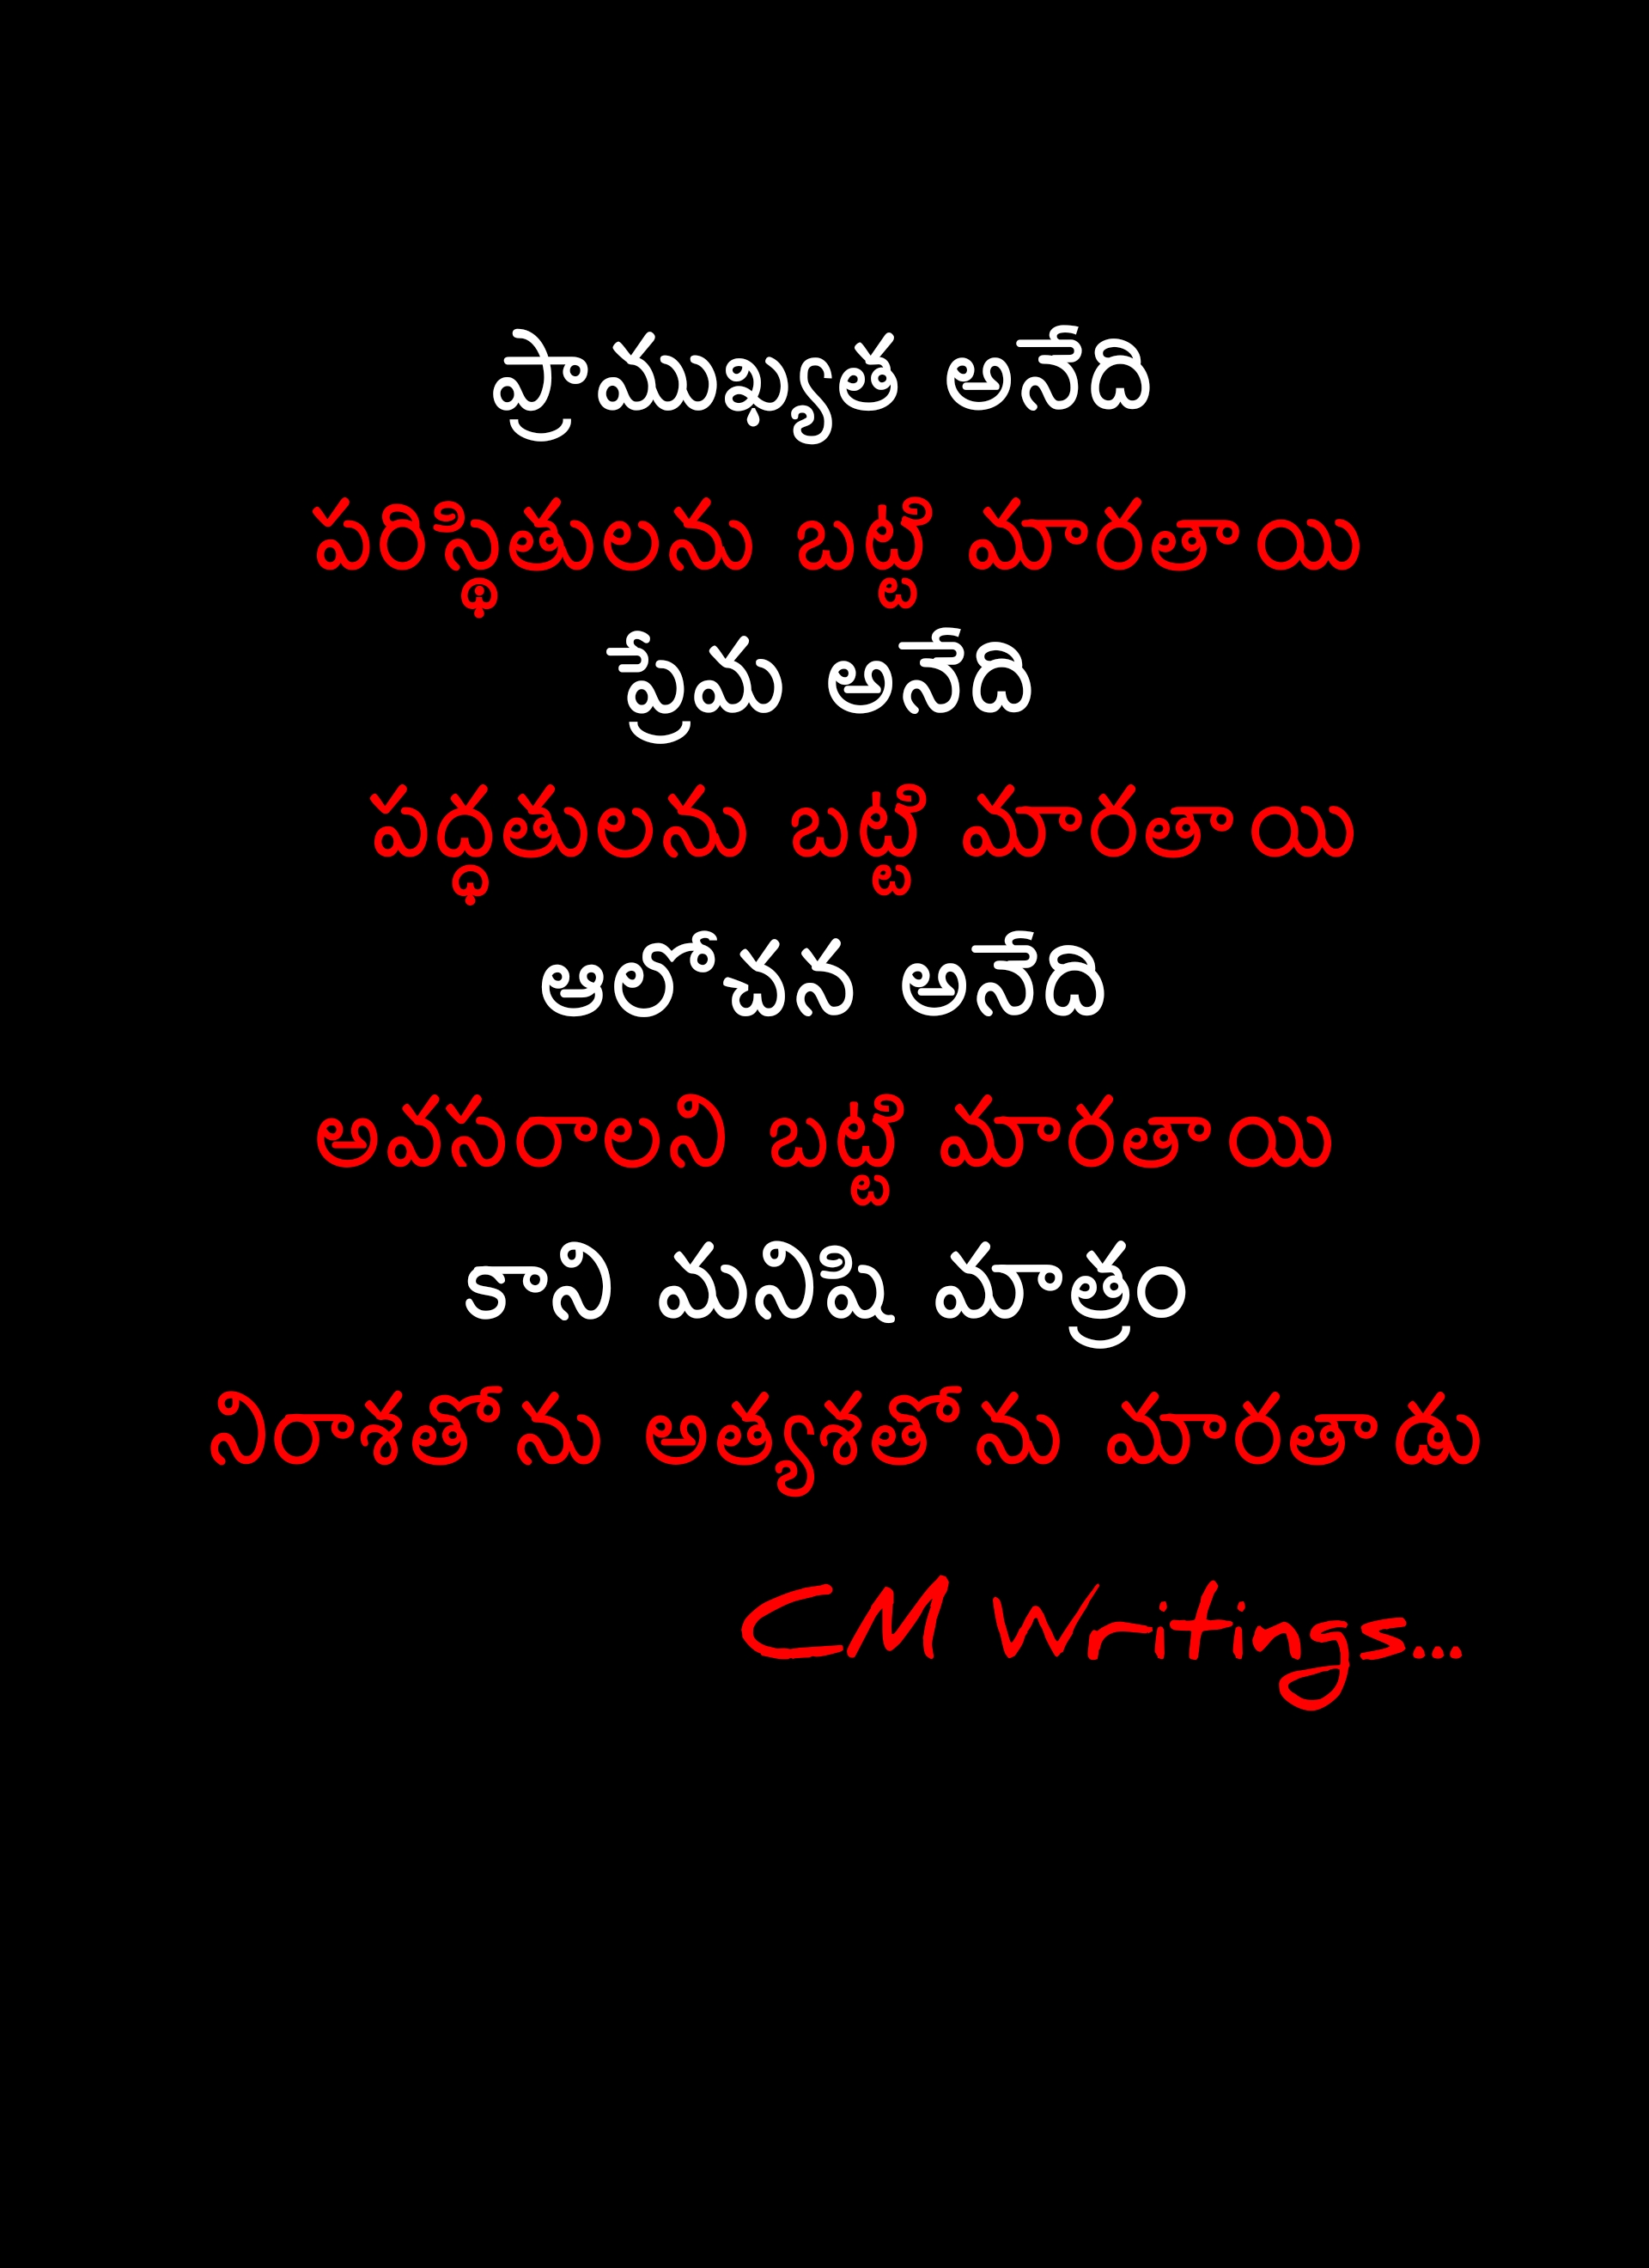 ప్రాముఖ్యత అనేది
పరిస్థితులను బట్టి మారతాయి
ప్రేమ అనేది
పద్ధతులను బట్టి మారతాయి
ఆలోచన అనేది
అవసరాలని బట్టి మారతాయి
కాని మనిషి మాత్రం
నిరాశతోను అత్యశతోను మారతాడు
CM Writings...